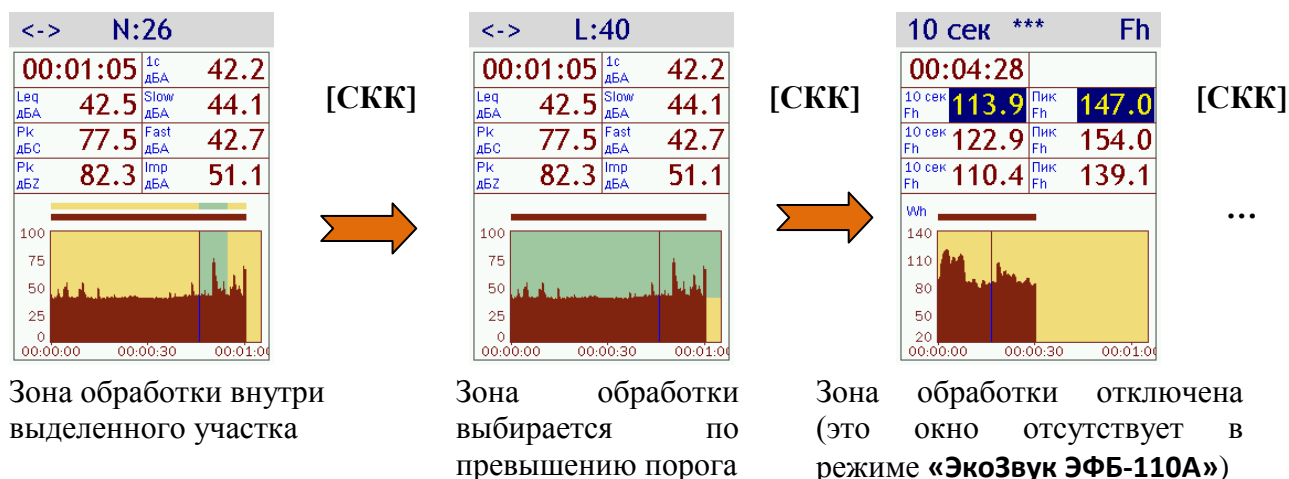 <-> N:26
00:01:05 1с дБА 42.2
Leq дБА 42.5 Slow дБА 44.1
Pk дБС 77.5 Fast дБА 42.7
Pk дБZ 82.3 Imp дБА 51.1
100
75
50
25
0
00:00:00 00:00:30 00:01:0
Зона обработки внутри
выделенного участка
[СКК]
<-> L:40
00:01:05 1с дБА 42.2
Leq дБА 42.5 Slow дБА 44.1
Pk дБС 77.5 Fast дБА 42.7
Pk дБZ 82.3 Imp дБА 51.1
100
75
50
25
0
00:00:00 00:00:30 00:01:0
Зона обработки
выбирается по
превышению порога
[СКК]
10 сек *** Fh
00:04:28
10 сек Fh 113.9 Пик Fh 147.0
10 сек Fh 122.9 Пик Fh 154.0
10 сек Fh 110.4 Пик Fh 139.1
Wh
140
110
80
50
20
00:00:00 00:00:30 00:01:0
Зона обработки отключена
(это окно отсутствует в
режиме «ЭкоЗвук ЭФБ-110А»)
[СКК]
...